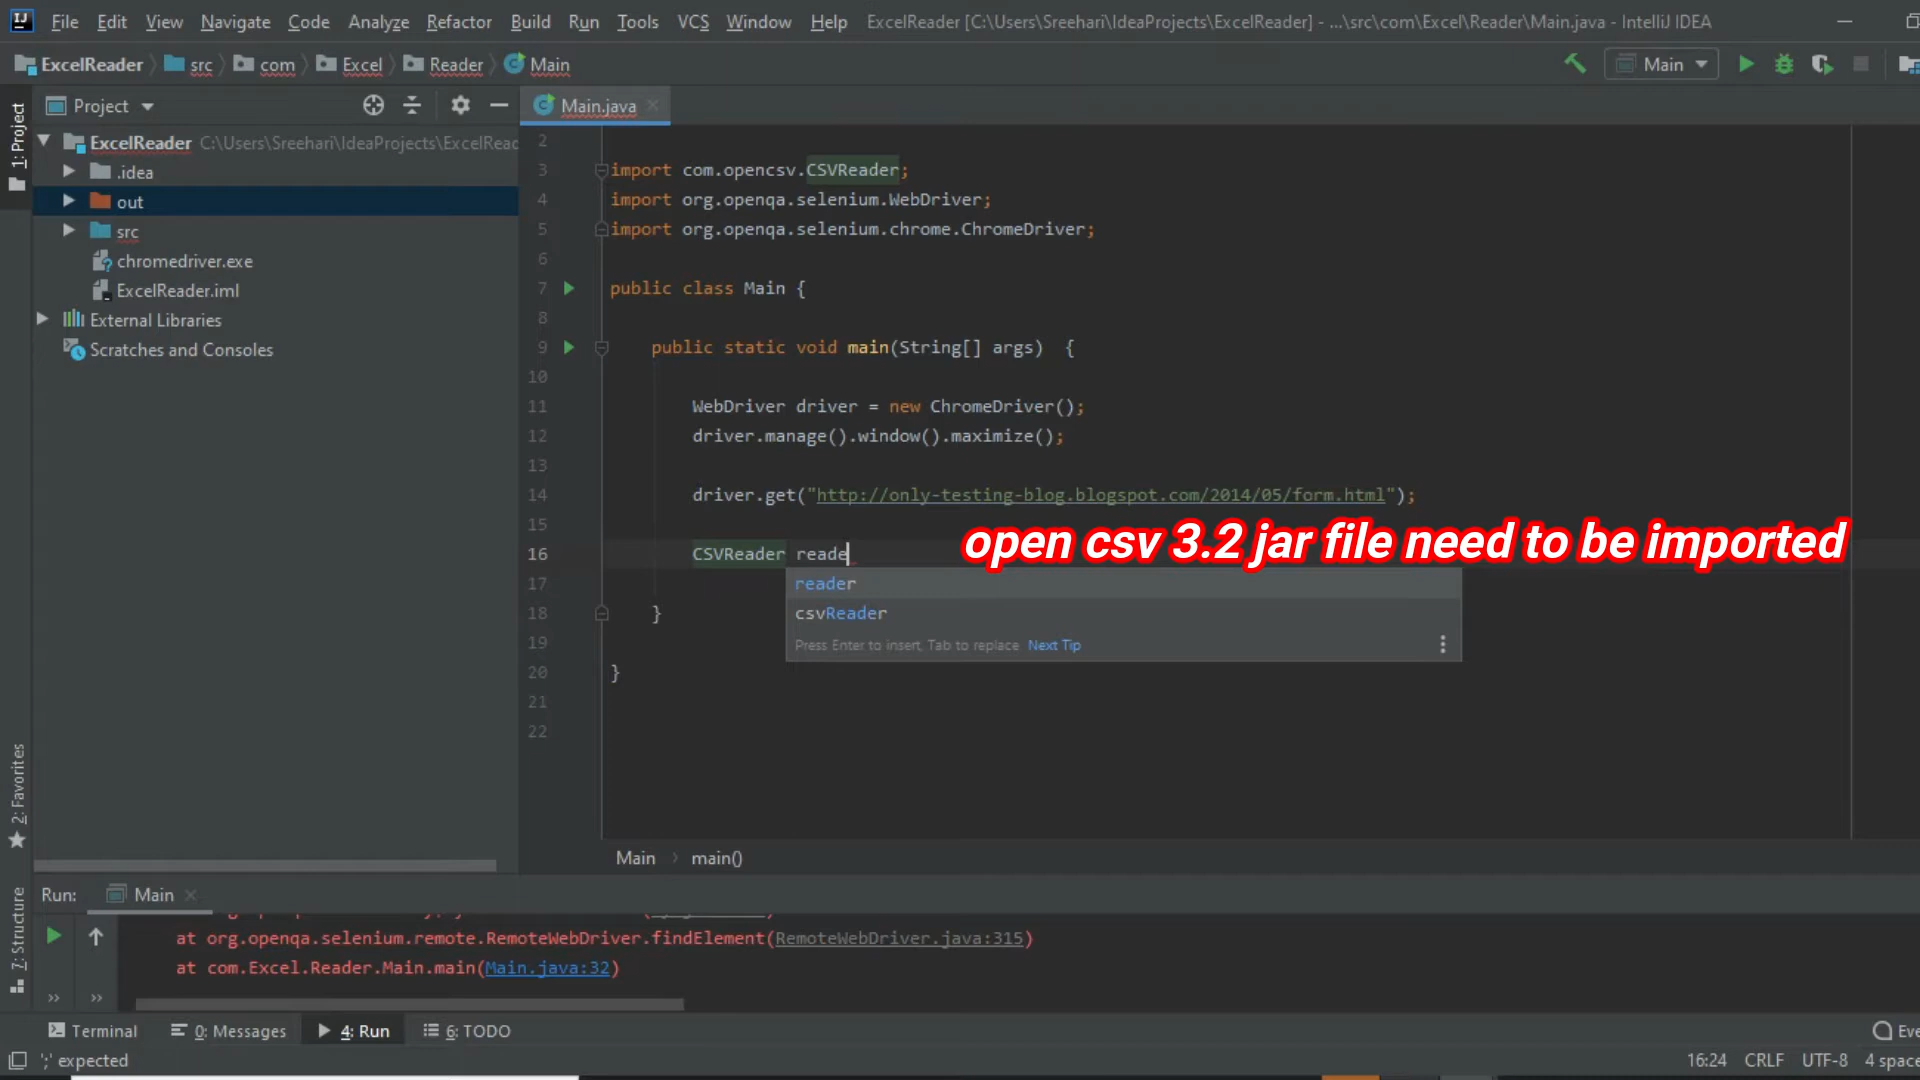 File Edit View Navigate Code Analyze Refactor Build Run Tools VCS Window Help ExcelReader [C:\Users\Sreehari\IdeaProjects\ExcelReader] - ...\src\com\Excel\Reader\Main.java - IntelliJ IDEA
ExcelReader src com Excel Reader Main
Main
1: Project
Project
Main.java
ExcelReader C:\Users\Sreehari\IdeaProjects\ExcelReac
.idea
out
src
chromedriver.exe
ExcelReader.iml
External Libraries
Scratches and Consoles
2
3 import com.opencsv.CSVReader;
4 import org.openqa.selenium.WebDriver;
5 import org.openqa.selenium.chrome.ChromeDriver;
6
7 public class Main {
8
9 public static void main(String[] args) {
10
11 WebDriver driver = new ChromeDriver();
12 driver.manage().window().maximize();
13
14 driver.get("http://only-testing-blog.blogspot.com/2014/05/form.html");
15
open csv 3.2 jar file need to be imported
16 CSVReader reade
17
reader
18 }
csvReader
19
Press Enter to insert, Tab to replace Next Tip
20 }
21
22
2: Favorites
7: Structure
Main main()
Run: Main
at org.openqa.selenium.remote.RemoteWebDriver.findElement(RemoteWebDriver.java:315)
at com.Excel.Reader.Main.main(Main.java:32)
Terminal 0: Messages 4: Run 6: TODO Eve
';' expected 16:24 CRLF UTF-8 4 space